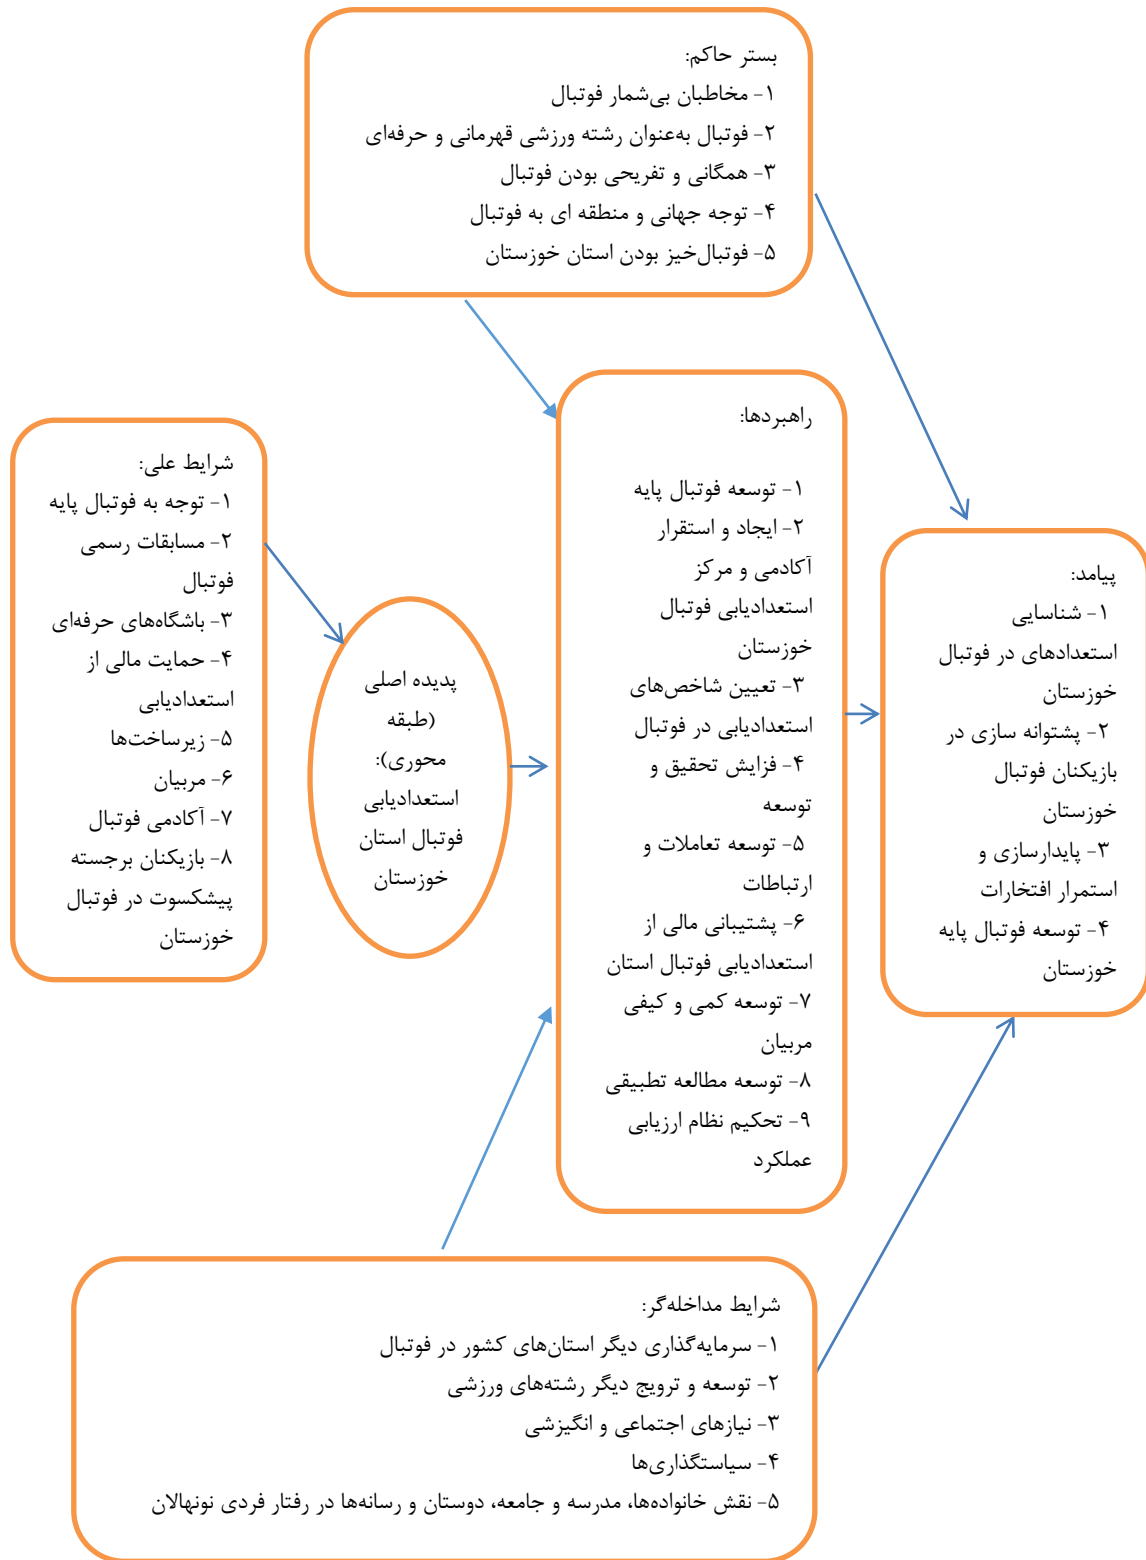 بستر حاکم:
۱- مخاطبان بی‌شمار فوتبال
۲- فوتبال به‌عنوان رشته ورزشی قهرمانی و حرفه‌ای
۳- همگانی و تفریحی بودن فوتبال
۴- توجه جهانی و منطقه ای به فوتبال
۵- فوتبال‌خیز بودن استان خوزستان
شرایط علی:
۱- توجه به فوتبال پایه
۲- مسابقات رسمی
فوتبال
۳- باشگاه‌های حرفه‌ای
۴- حمایت مالی از
استعدادیابی
۵- زیرساخت‌ها
۶- مربیان
۷- آکادمی فوتبال
۸- بازیکنان برجسته
پیشکسوت در فوتبال
خوزستان
پدیده اصلی
(طبقه
محوری):
استعدادیابی
فوتبال استان
خوزستان
راهبردها:
۱- توسعه فوتبال پایه
۲- ایجاد و استقرار
آکادمی و مرکز
استعدادیابی فوتبال
خوزستان
۳- تعیین شاخص‌های
استعدادیابی در فوتبال
۴- فزایش تحقیق و
توسعه
۵- توسعه تعاملات و
ارتباطات
۶- پشتیبانی مالی از
استعدادیابی فوتبال استان
۷- توسعه کمی و کیفی
مربیان
۸- توسعه مطالعه تطبیقی
۹- تحکیم نظام ارزیابی
عملکرد
پیامد:
۱- شناسایی
استعدادهای در فوتبال
خوزستان
۲- پشتوانه سازی در
بازیکنان فوتبال
خوزستان
۳- پایدارسازی و
استمرار افتخارات
۴- توسعه فوتبال پایه
خوزستان
شرایط مداخله‌گر:
۱- سرمایه‌گذاری دیگر استان‌های کشور در فوتبال
۲- توسعه و ترویج دیگر رشته‌های ورزشی
۳- نیازهای اجتماعی و انگیزشی
۴- سیاستگذاری‌ها
۵- نقش خانواده‌ها، مدرسه و جامعه، دوستان و رسانه‌ها در رفتار فردی نونهالان